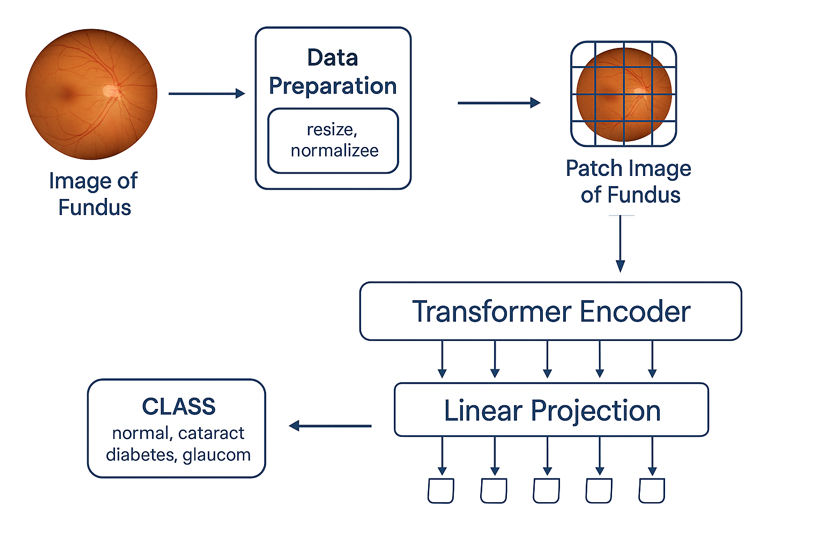 Image of
Fundus
Data
Preparation
resize,
normalizee
Patch Image
of Fundus
Transformer Encoder
Linear Projection
CLASS
normal, cataract
diabetes, glaucom